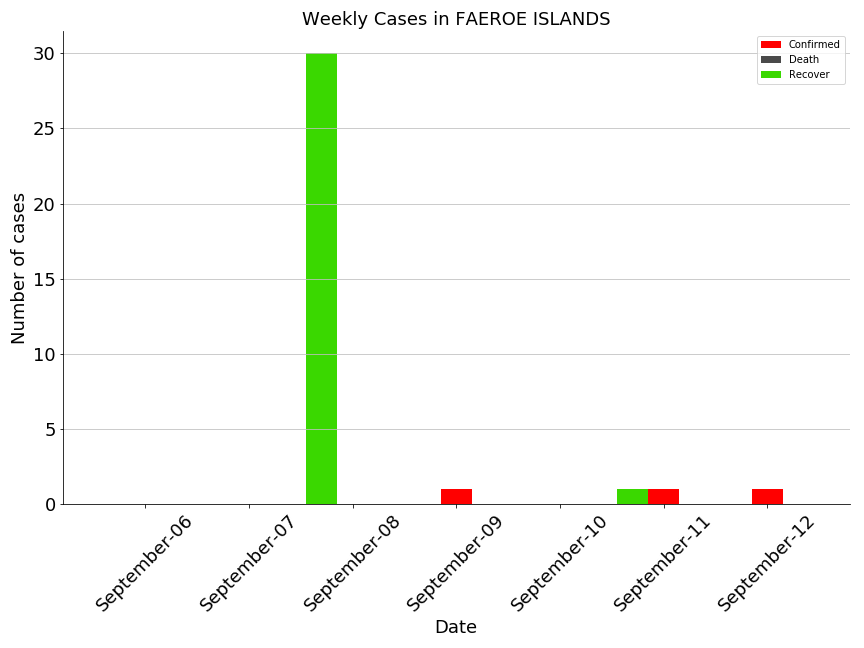 Weekly Cases in FAEROE ISLANDS
Confirmed
Death
Recover
Number of cases
30
25
20
15
10
5
0
September-06
September-07
September-08
September-09
September-10
September-11
September-12
Date